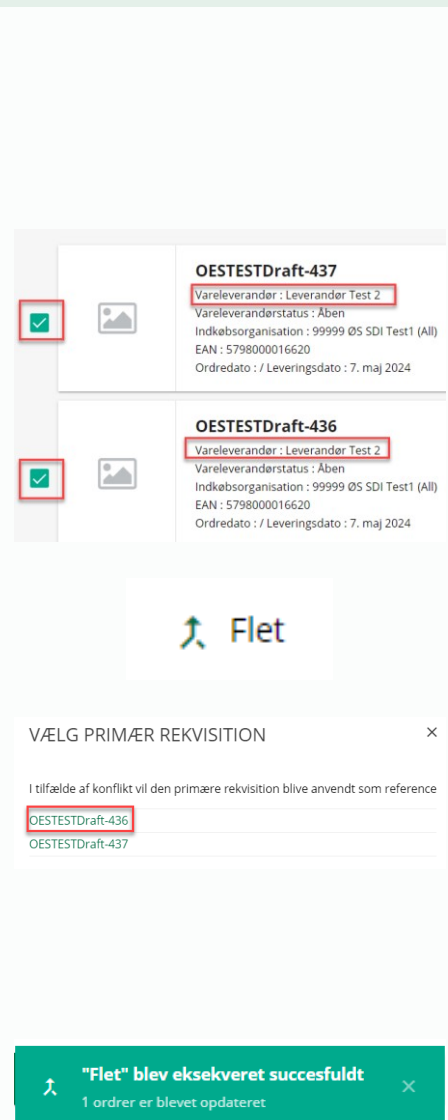 OESTESTDraft-437
Vareleverandør : Leverandør Test 2
Vareleverandørstatus : Åben
Indkøbsorganisation : 99999 ØS SDI Test1 (All)
EAN : 5798000016620
Ordredato : / Leveringsdato : 7. maj 2024
OESTESTDraft-436
Vareleverandør : Leverandør Test 2
Vareleverandørstatus : Åben
Indkøbsorganisation : 99999 ØS SDI Test1 (All)
EAN : 5798000016620
Ordredato : / Leveringsdato : 7. maj 2024
Flet
VÆLG PRIMÆR REKVISITION
I tilfælde af konflikt vil den primære rekvisition blive anvendt som reference
OESTESTDraft-436
OESTESTDraft-437
"Flet" blev eksekveret succesfuldt
1 ordrer er blevet opdateret